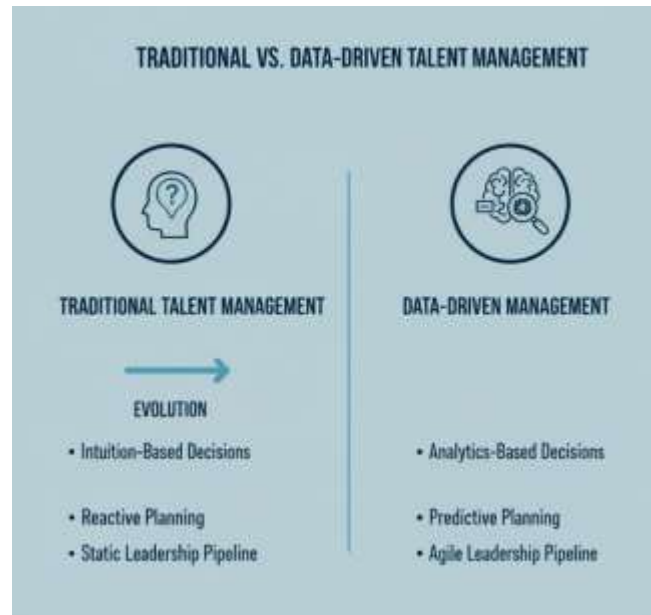 TRADITIONAL VS. DATA-DRIVEN TALENT MANAGEMENT
?
TRADITIONAL TALENT MANAGEMENT
EVOLUTION
• Intuition-Based Decisions
• Reactive Planning
• Static Leadership Pipeline
DATA-DRIVEN MANAGEMENT
• Analytics-Based Decisions
• Predictive Planning
• Agile Leadership Pipeline